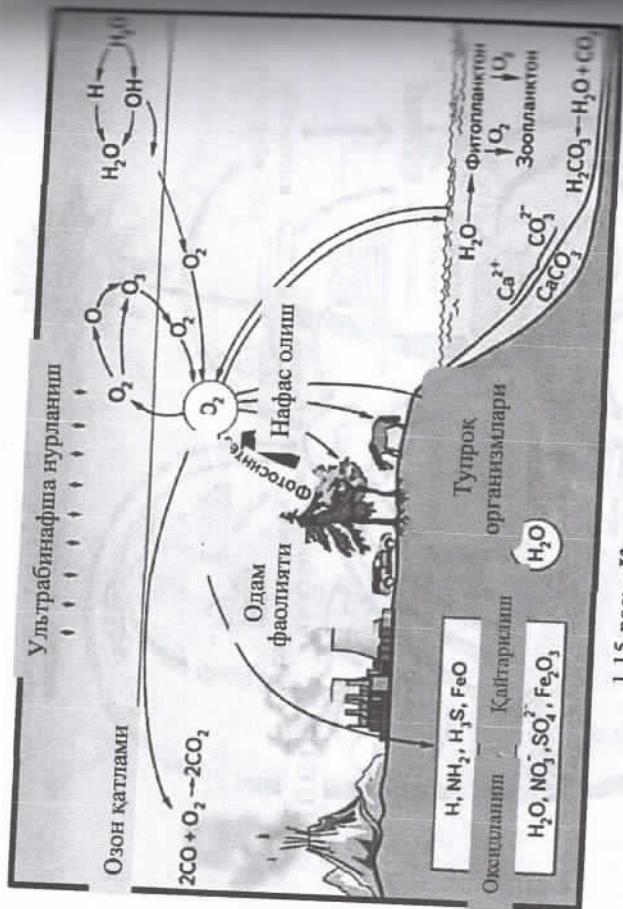 Ультрабинафша нурланиш
Озон қатлами
2CO + O₂ → 2CO₂
O₂
O
O₃
O₂
O₂
H₂O
H
OH
H₂O
O₂
Фотосинтез
Нафас олиш
Одам
фаолияти
H₂O → Фитопланктон
↓ O₂ ↓ O₂
Зоопланктон
Ca²⁺
CO₃²⁻
CaCO₃
H₂CO₃ ← H₂O + CO₂
Тупроқ
организмлари
H₂O
H, NH₂, H₃S, FeO
Оксидланиш
Қайтарилиш
H₂O, NO₃⁻, SO₄²⁻, Fe₂O₃